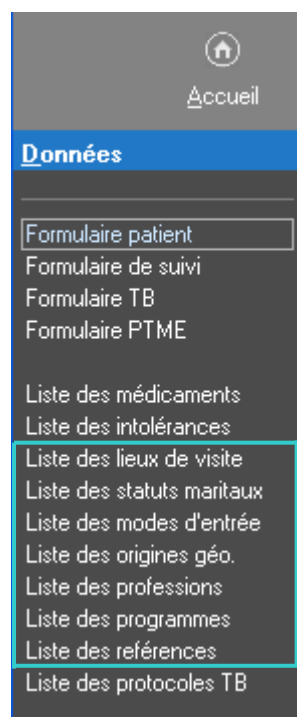 Accueil
Données
Formulaire patient
Formulaire de suivi
Formulaire TB
Formulaire PTME
Liste des médicaments
Liste des intolérances
Liste des lieux de visite
Liste des statuts maritaux
Liste des modes d'entrée
Liste des origines géo.
Liste des professions
Liste des programmes
Liste des reférences
Liste des protocoles TB